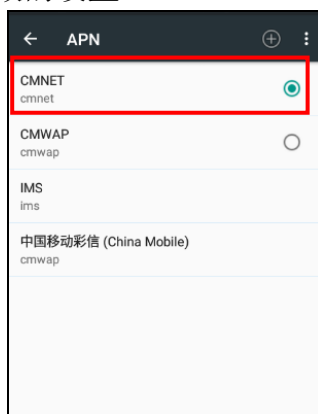 APN
CMNET
cmnet
CMWAP
cmwap
IMS
ims
中国移动彩信 (China Mobile)
cmwap